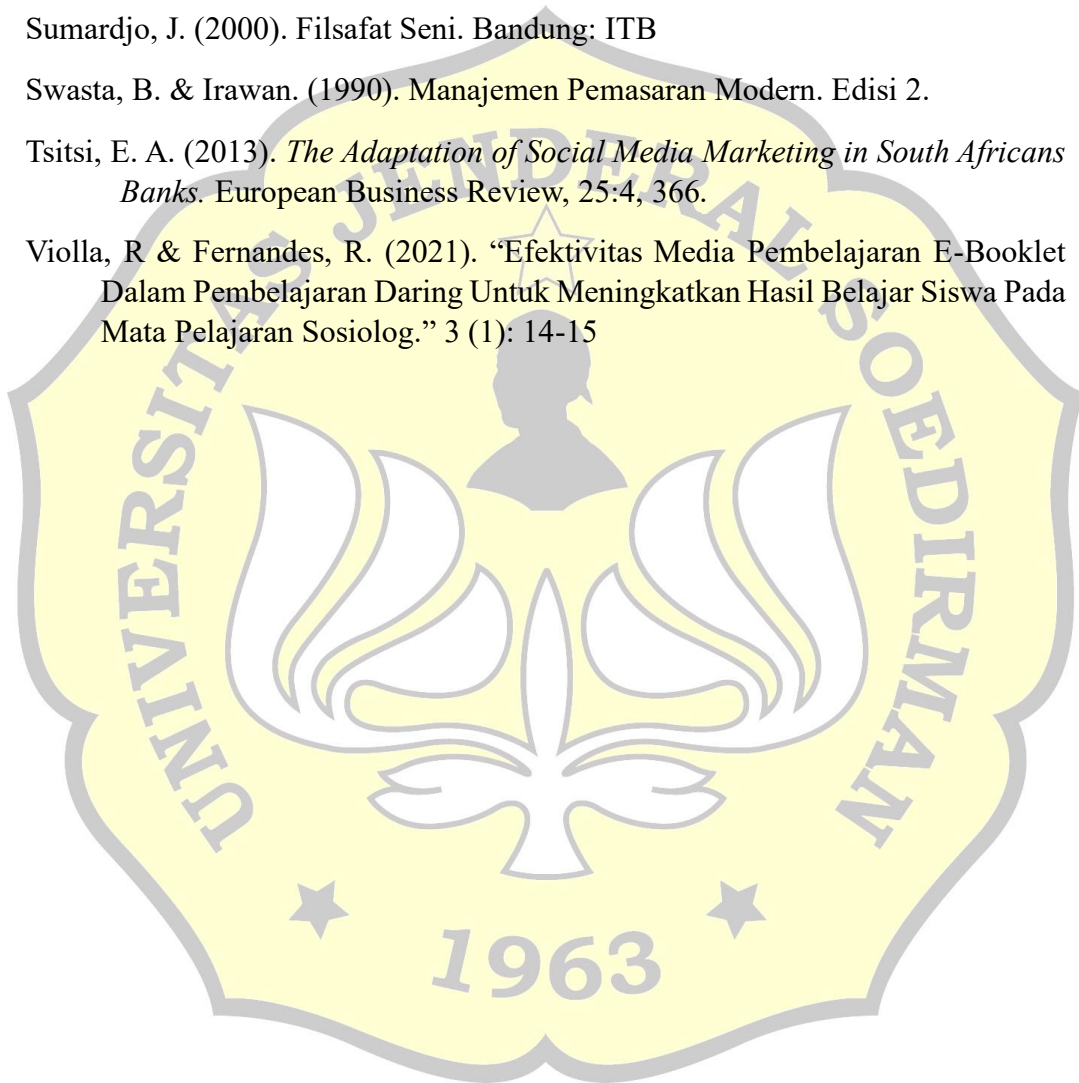 Sumardjo, J. (2000). Filsafat Seni. Bandung: ITB
Swasta, B. & Irawan. (1990). Manajemen Pemasaran Modern. Edisi 2.
Tsitsi, E. A. (2013). The Adaptation of Social Media Marketing in South Africans
Banks. European Business Review, 25:4, 366.
Violla, R & Fernandes, R. (2021). “Efektivitas Media Pembelajaran E-Booklet
Dalam Pembelajaran Daring Untuk Meningkatkan Hasil Belajar Siswa Pada
Mata Pelajaran Sosiolog.” 3 (1): 14-15
UNIVERSITAS JENDERAL SOEDIRMAN
1963